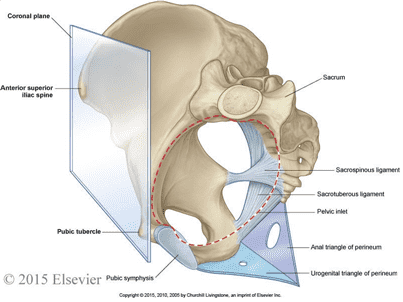 Coronal plane
Anterior superior
iliac spine
Sacrum
Sacrospinous ligament
Sacrotuberous ligament
Pelvic inlet
Pubic tubercle
Anal triangle of perineum
Pubic symphysis
Urogenital triangle of perineum
© 2015 Elsevier
Copyright © 2015, 2010, 2005 by Churchill Livingstone, an imprint of Elsevier Inc.